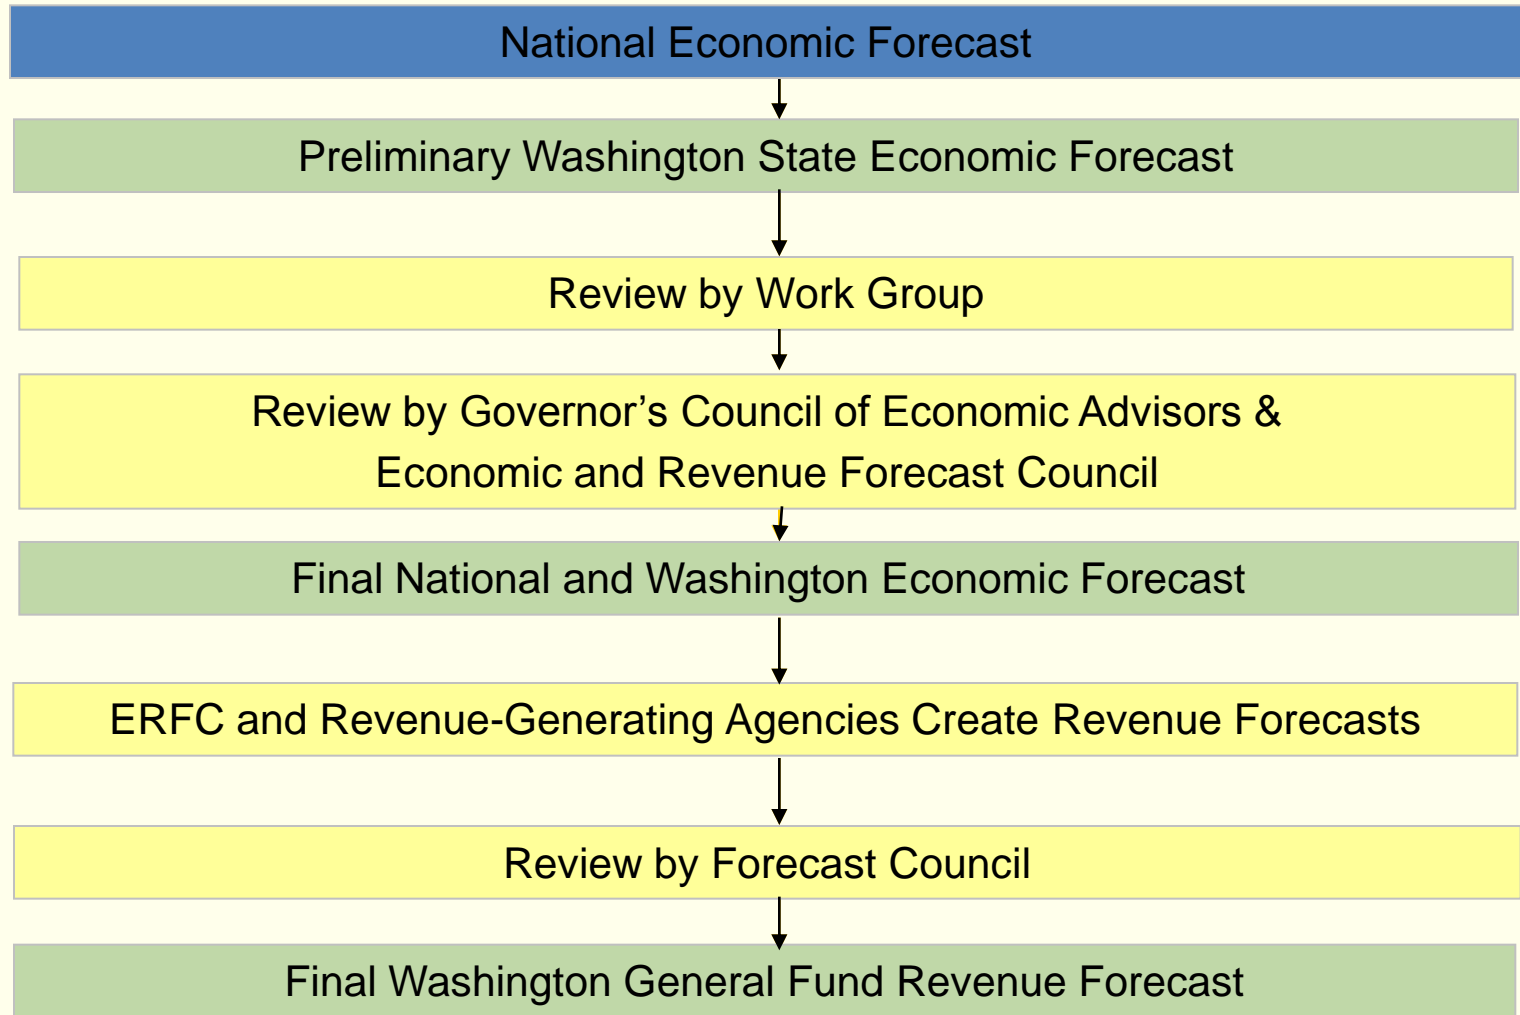 National Economic Forecast
Preliminary Washington State Economic Forecast
Review by Work Group
Review by Governor’s Council of Economic Advisors &
Economic and Revenue Forecast Council
Final National and Washington Economic Forecast
ERFC and Revenue-Generating Agencies Create Revenue Forecasts
Review by Forecast Council
Final Washington General Fund Revenue Forecast